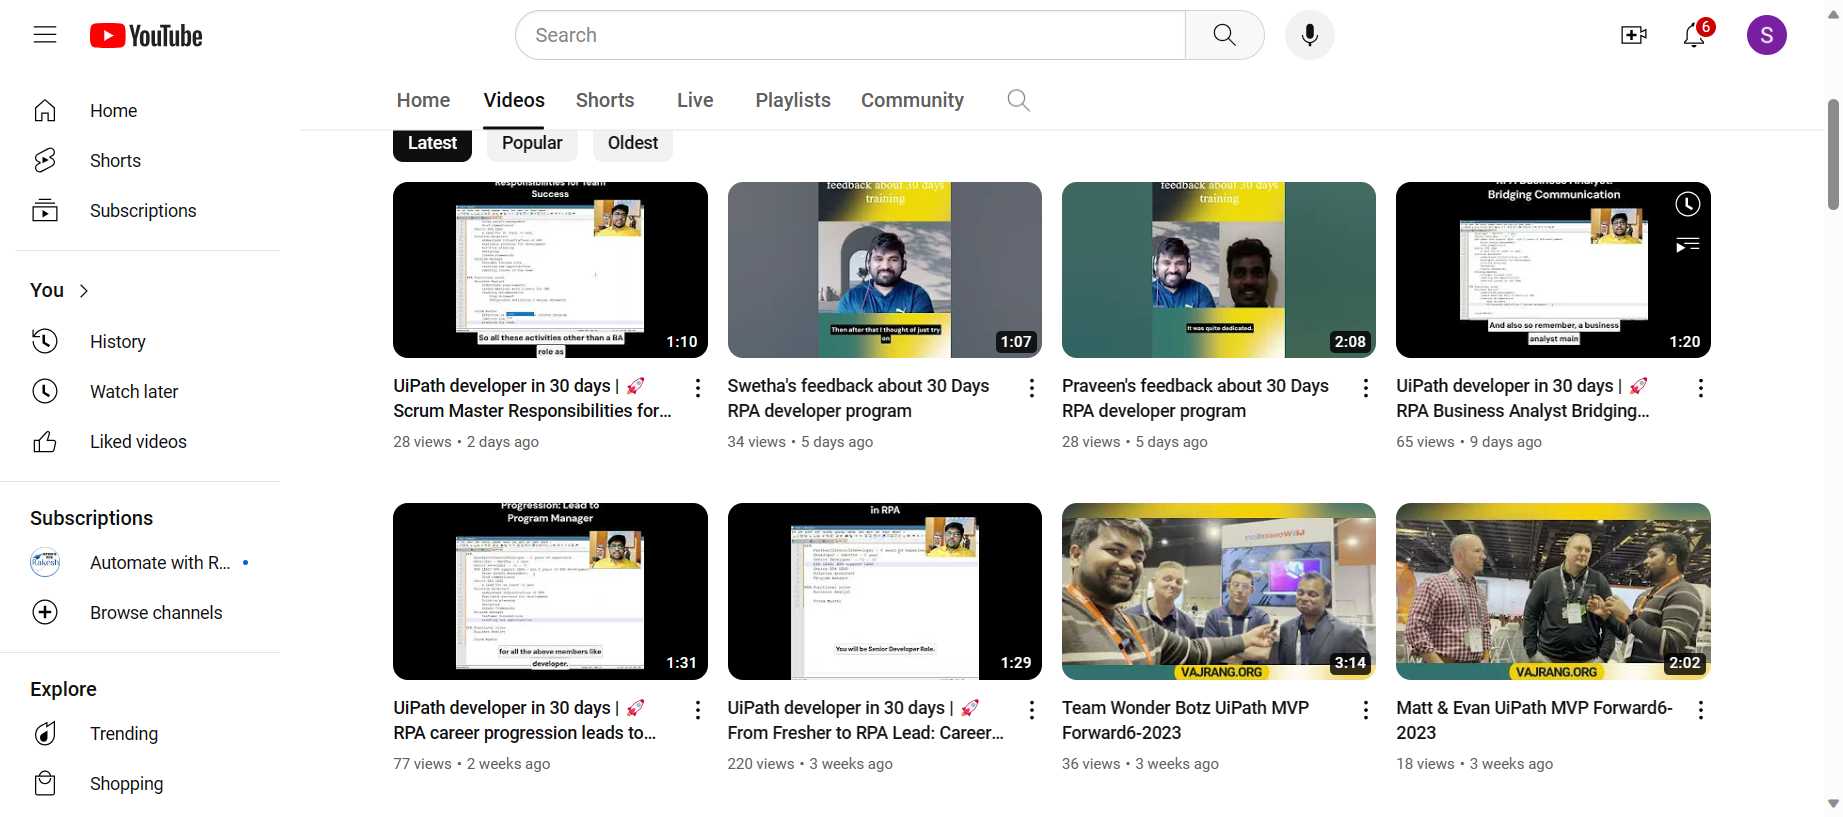 YouTube
Search
6
S
Home
Shorts
Subscriptions
You
History
Watch later
Liked videos
Subscriptions
Rakesh
Automate with R...
Browse channels
Explore
Trending
Shopping
Home Videos Shorts Live Playlists Community
Latest Popular Oldest
Responsibilities for Team
Success
So all these activities other than a BA
role as
1:10
UiPath developer in 30 days | 🚀
Scrum Master Responsibilities for...
28 views • 2 days ago
feedback about 30 days
training
Then after that I thought of just try
on
1:07
Swetha's feedback about 30 Days
RPA developer program
34 views • 5 days ago
feedback about 30 days
training
It was quite dedicated.
2:08
Praveen's feedback about 30 Days
RPA developer program
28 views • 5 days ago
RPA Business Analyst:
Bridging Communication
And also so remember, a business
analyst main
1:20
UiPath developer in 30 days | 🚀
RPA Business Analyst Bridging...
65 views • 9 days ago
Progression: Lead to
Program Manager
for all the above members like
developer,
1:31
UiPath developer in 30 days | 🚀
RPA career progression leads to...
77 views • 2 weeks ago
in RPA
You will be Senior Developer Role.
1:29
UiPath developer in 30 days | 🚀
From Fresher to RPA Lead: Career...
220 views • 3 weeks ago
VAJRANG.ORG
3:14
Team Wonder Botz UiPath MVP
Forward6-2023
36 views • 3 weeks ago
VAJRANG.ORG
2:02
Matt & Evan UiPath MVP Forward6-
2023
18 views • 3 weeks ago